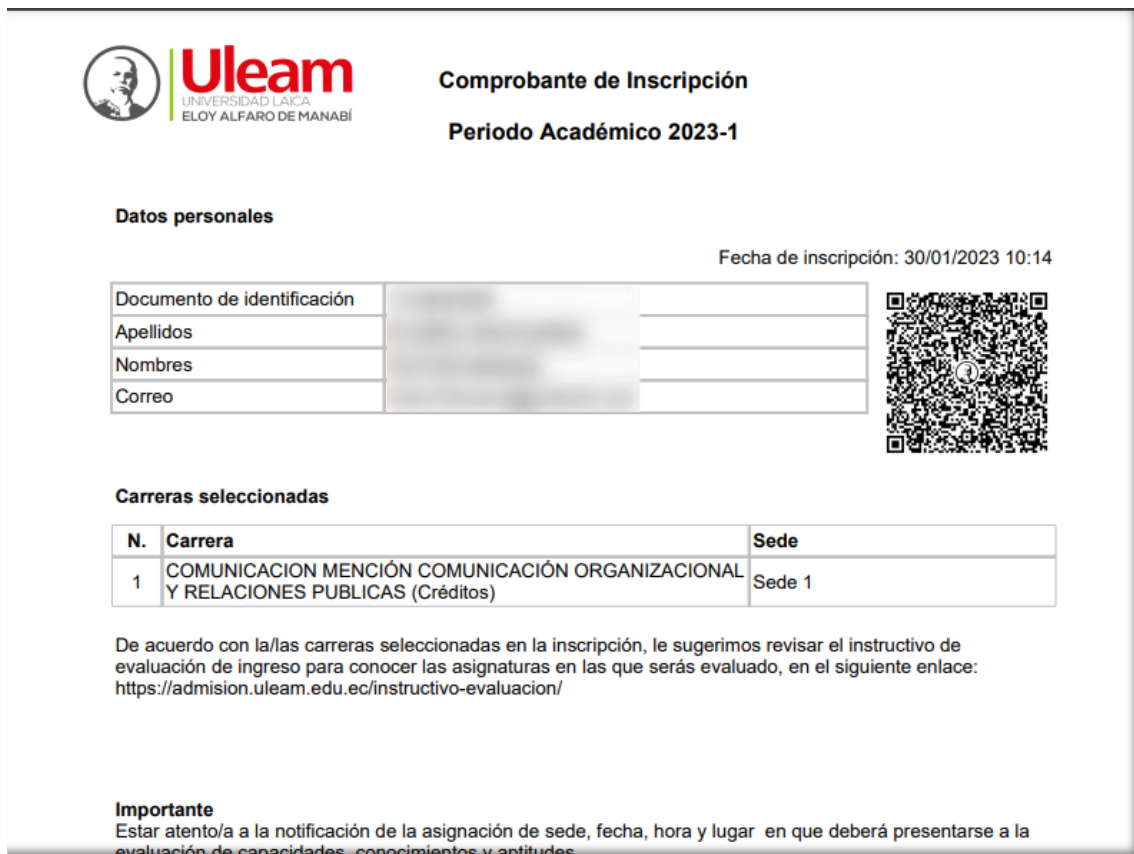 Uleam
UNIVERSIDAD LAICA
ELOY ALFARO DE MANABÍ
Comprobante de Inscripción
Periodo Académico 2023-1
Datos personales
Fecha de inscripción: 30/01/2023 10:14
Documento de identificación
Apellidos
Nombres
Correo
Carreras seleccionadas
N. Carrera Sede
1 COMUNICACION MENCIÓN COMUNICACIÓN ORGANIZACIONAL
Y RELACIONES PUBLICAS (Créditos) Sede 1
De acuerdo con la/las carreras seleccionadas en la inscripción, le sugerimos revisar el instructivo de
evaluación de ingreso para conocer las asignaturas en las que serás evaluado, en el siguiente enlace:
https://admision.uleam.edu.ec/instructivo-evaluacion/
Importante
Estar atento/a a la notificación de la asignación de sede, fecha, hora y lugar en que deberá presentarse a la
evaluación de capacidades, conocimientos y aptitudes